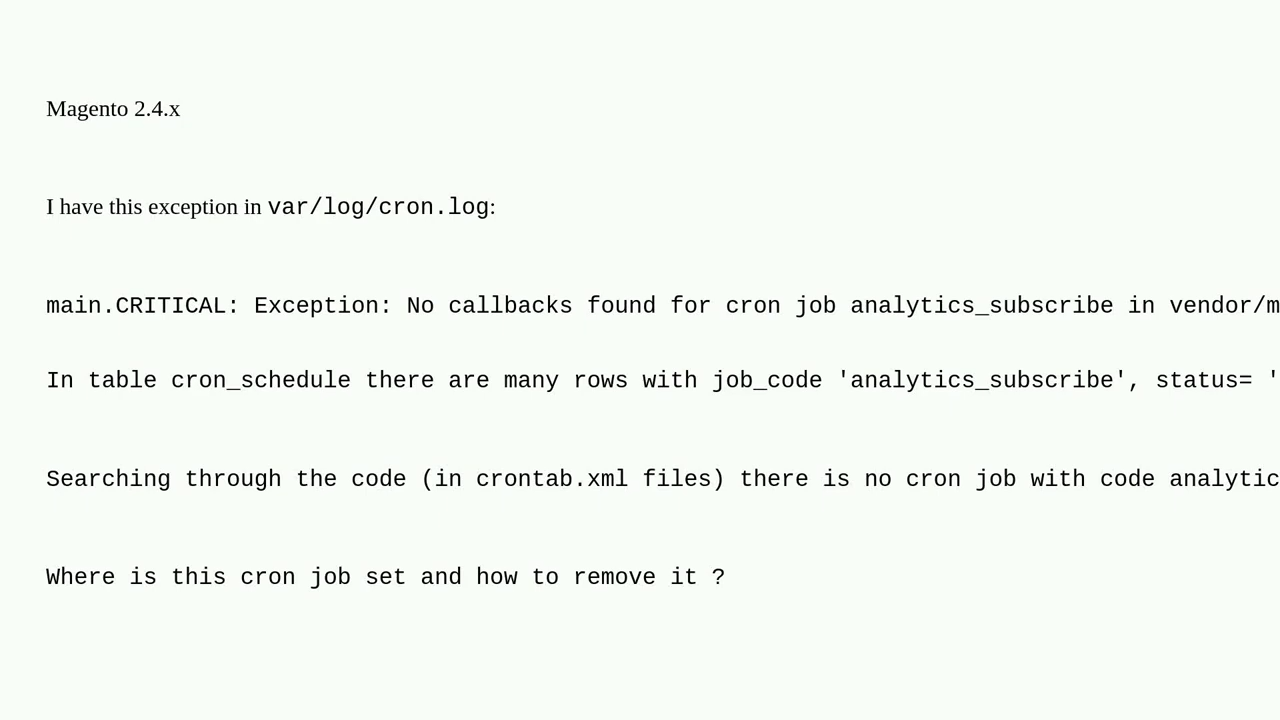 Magento 2.4.x
I have this exception in var/log/cron.log:
main.CRITICAL: Exception: No callbacks found for cron job analytics_subscribe in vendor/m
In table cron_schedule there are many rows with job_code 'analytics_subscribe', status= '
Searching through the code (in crontab.xml files) there is no cron job with code analytic
Where is this cron job set and how to remove it ?